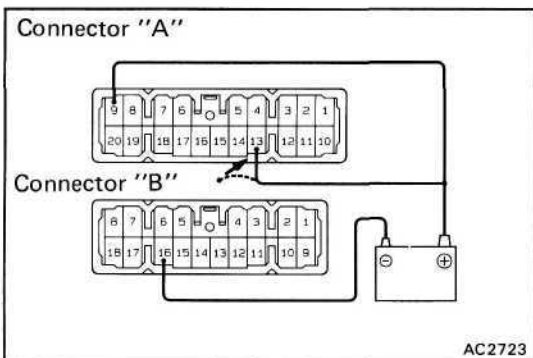 Connector "A"
9 8 7 6 5 4 3 2 1
20 19 18 17 16 15 14 13 12 11 10
Connector "B"
8 7 6 5 4 3 2 1
18 17 16 15 14 13 12 11 10 9
⊖ ⊕
AC2723